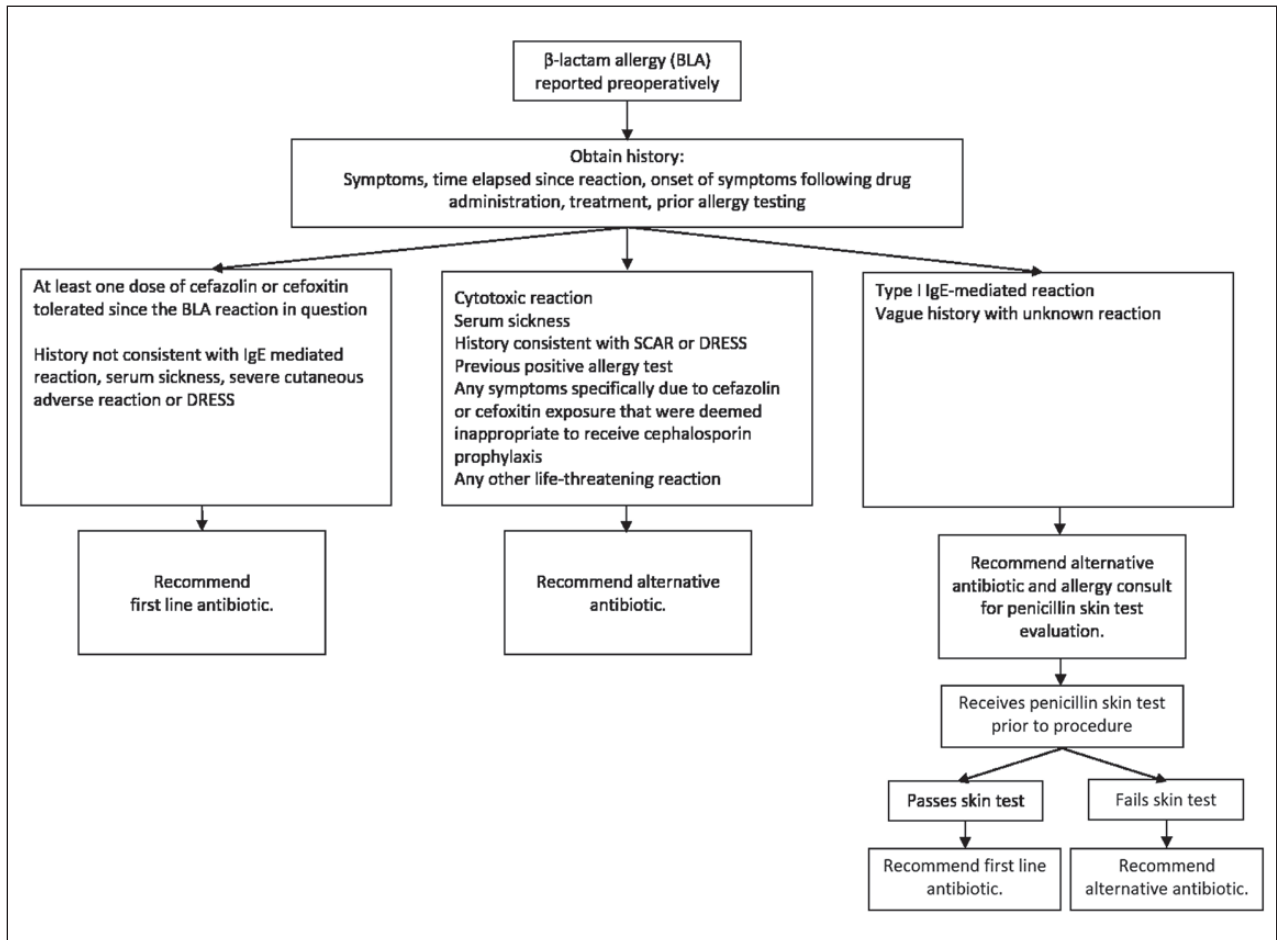 β-lactam allergy (BLA)
reported preoperatively
Obtain history:
Symptoms, time elapsed since reaction, onset of symptoms following drug
administration, treatment, prior allergy testing
At least one dose of cefazolin or cefoxitin
tolerated since the BLA reaction in question
History not consistent with IgE mediated
reaction, serum sickness, severe cutaneous
adverse reaction or DRESS
Cytotoxic reaction
Serum sickness
History consistent with SCAR or DRESS
Previous positive allergy test
Any symptoms specifically due to cefazolin
or cefoxitin exposure that were deemed
inappropriate to receive cephalosporin
prophylaxis
Any other life-threatening reaction
Type I IgE-mediated reaction
Vague history with unknown reaction
Recommend
first line antibiotic.
Recommend alternative
antibiotic.
Recommend alternative
antibiotic and allergy consult
for penicillin skin test
evaluation.
Receives penicillin skin test
prior to procedure
Passes skin test
Fails skin test
Recommend first line
antibiotic.
Recommend
alternative antibiotic.